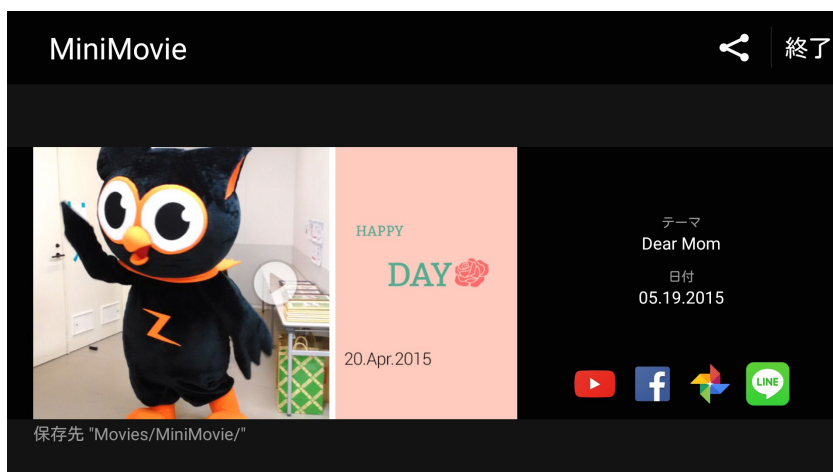 MiniMovie
終了
HAPPY
DAY
20.Apr.2015
テーマ
Dear Mom
日付
05.19.2015
LINE
保存先 "Movies/MiniMovie/"